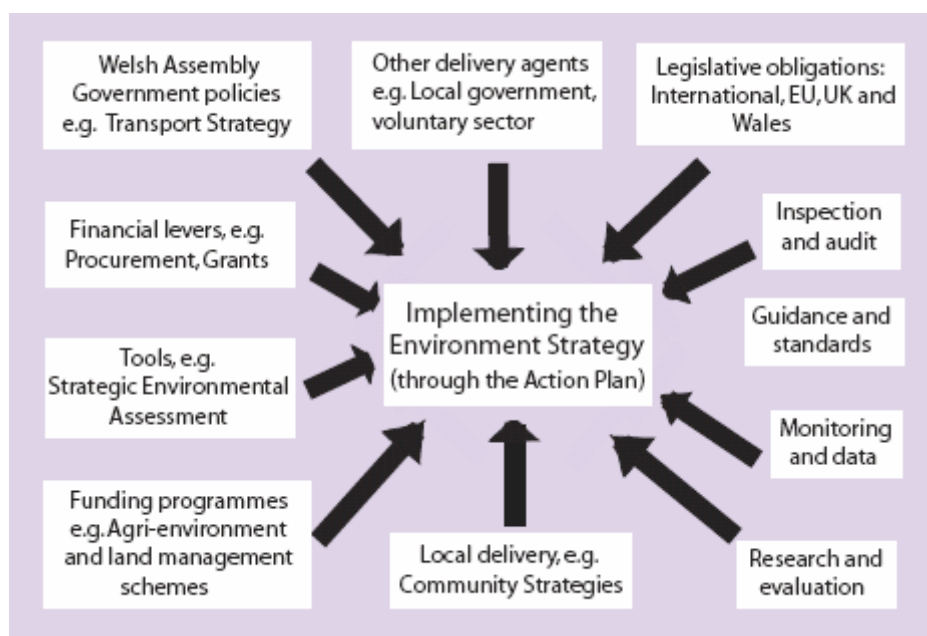 Welsh Assembly
Government policies
e.g. Transport Strategy
Other delivery agents
e.g. Local government,
voluntary sector
Legislative obligations:
International, EU, UK and
Wales
Financial levers, e.g.
Procurement, Grants
Inspection
and audit
Implementing the
Environment Strategy
(through the Action Plan)
Guidance and
standards
Tools, e.g.
Strategic Environmental
Assessment
Monitoring
and data
Funding programmes
e.g. Agri-environment
and land management
schemes
Local delivery, e.g.
Community Strategies
Research and
evaluation